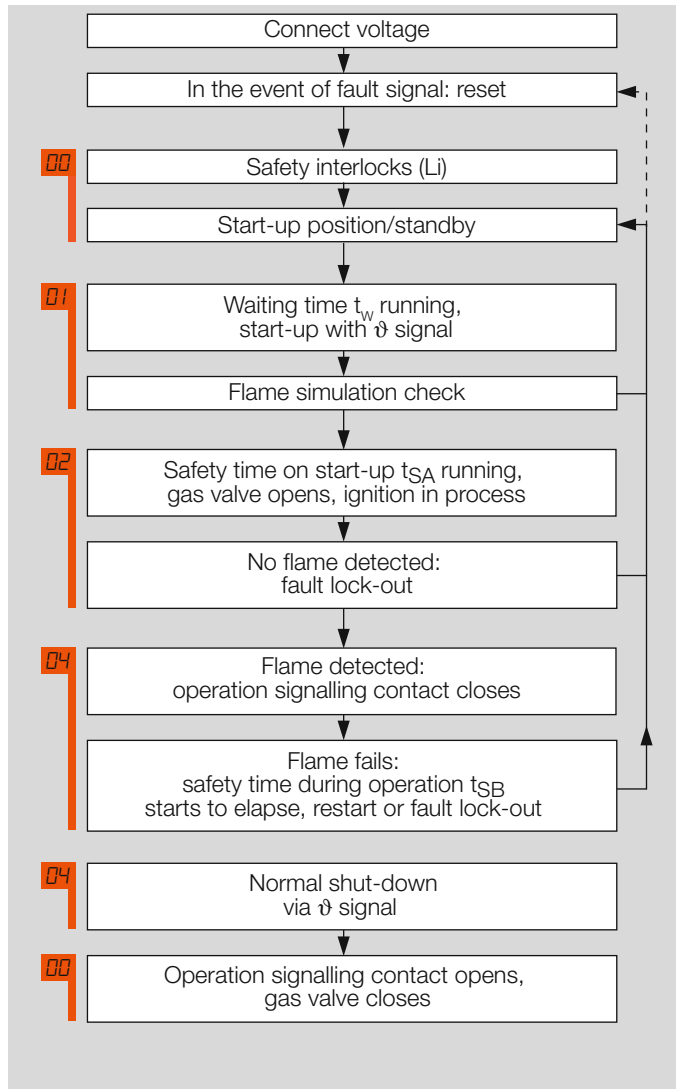 Connect voltage
In the event of fault signal: reset
00
Safety interlocks (Li)
Start-up position/standby
01
Waiting time tW running,
start-up with ϑ signal
Flame simulation check
02
Safety time on start-up tSA running,
gas valve opens, ignition in process
No flame detected:
fault lock-out
04
Flame detected:
operation signalling contact closes
Flame fails:
safety time during operation tSB
starts to elapse, restart or fault lock-out
04
Normal shut-down
via ϑ signal
00
Operation signalling contact opens,
gas valve closes